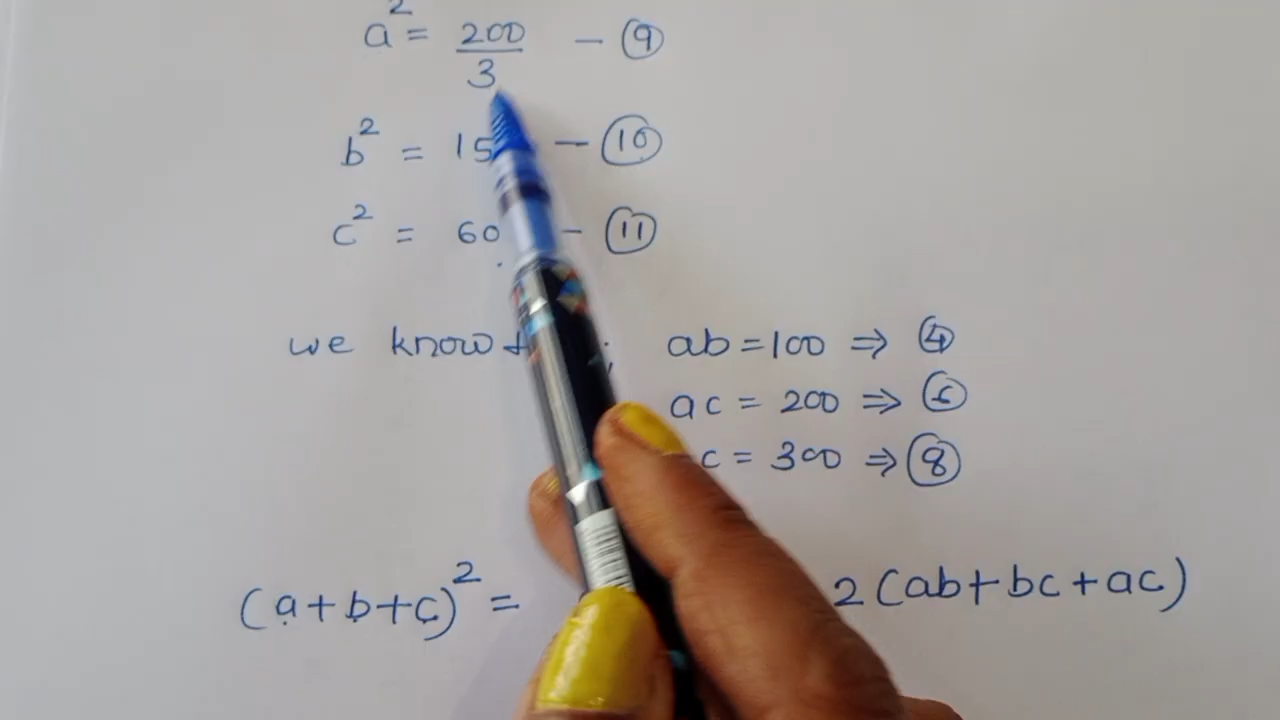 a² = 200/3 — ⑨
b² = 15 — ⑩
c² = 60 — ⑪
we know ; ab = 100 ⇒ ④
ac = 200 ⇒ ⑥
c = 300 ⇒ ⑧
(a+b+c)² = 2(ab+bc+ac)